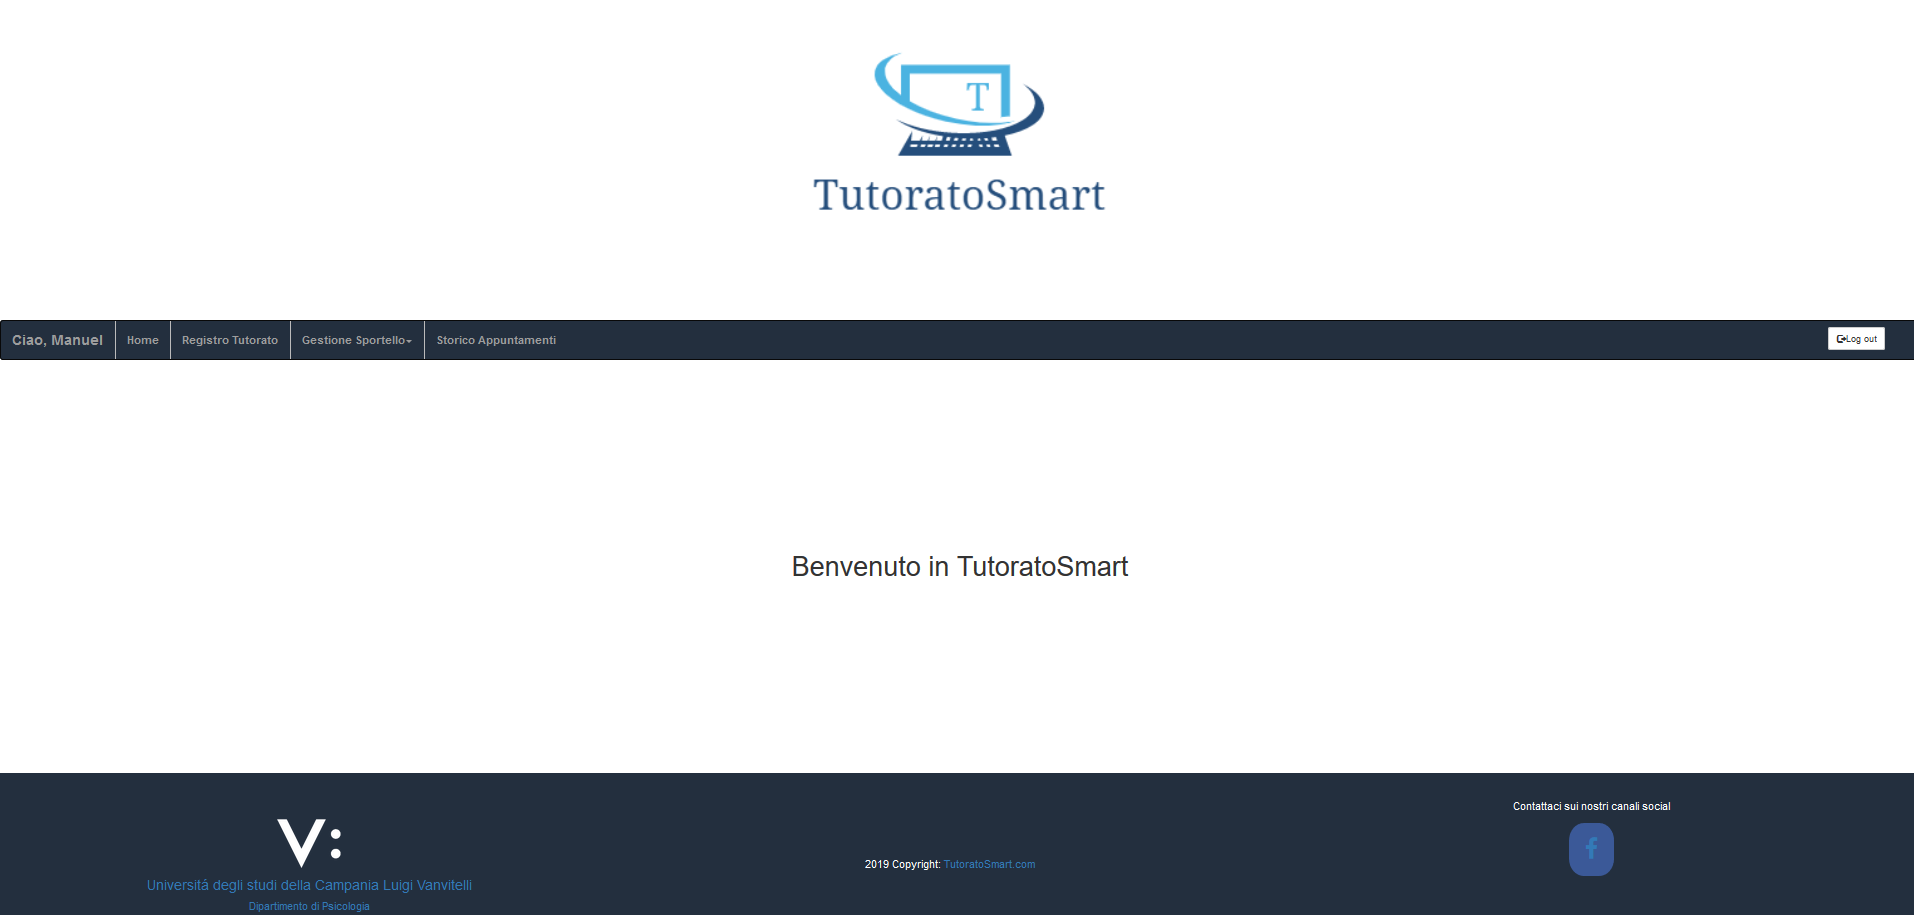 T
TutoratoSmart
Ciao, Manuel Home Registro Tutorato Gestione Sportello Storico Appuntamenti Log out
Benvenuto in TutoratoSmart
Contattaci sui nostri canali social
V:
2019 Copyright: TutoratoSmart.com
Universitá degli studi della Campania Luigi Vanvitelli
Dipartimento di Psicologia